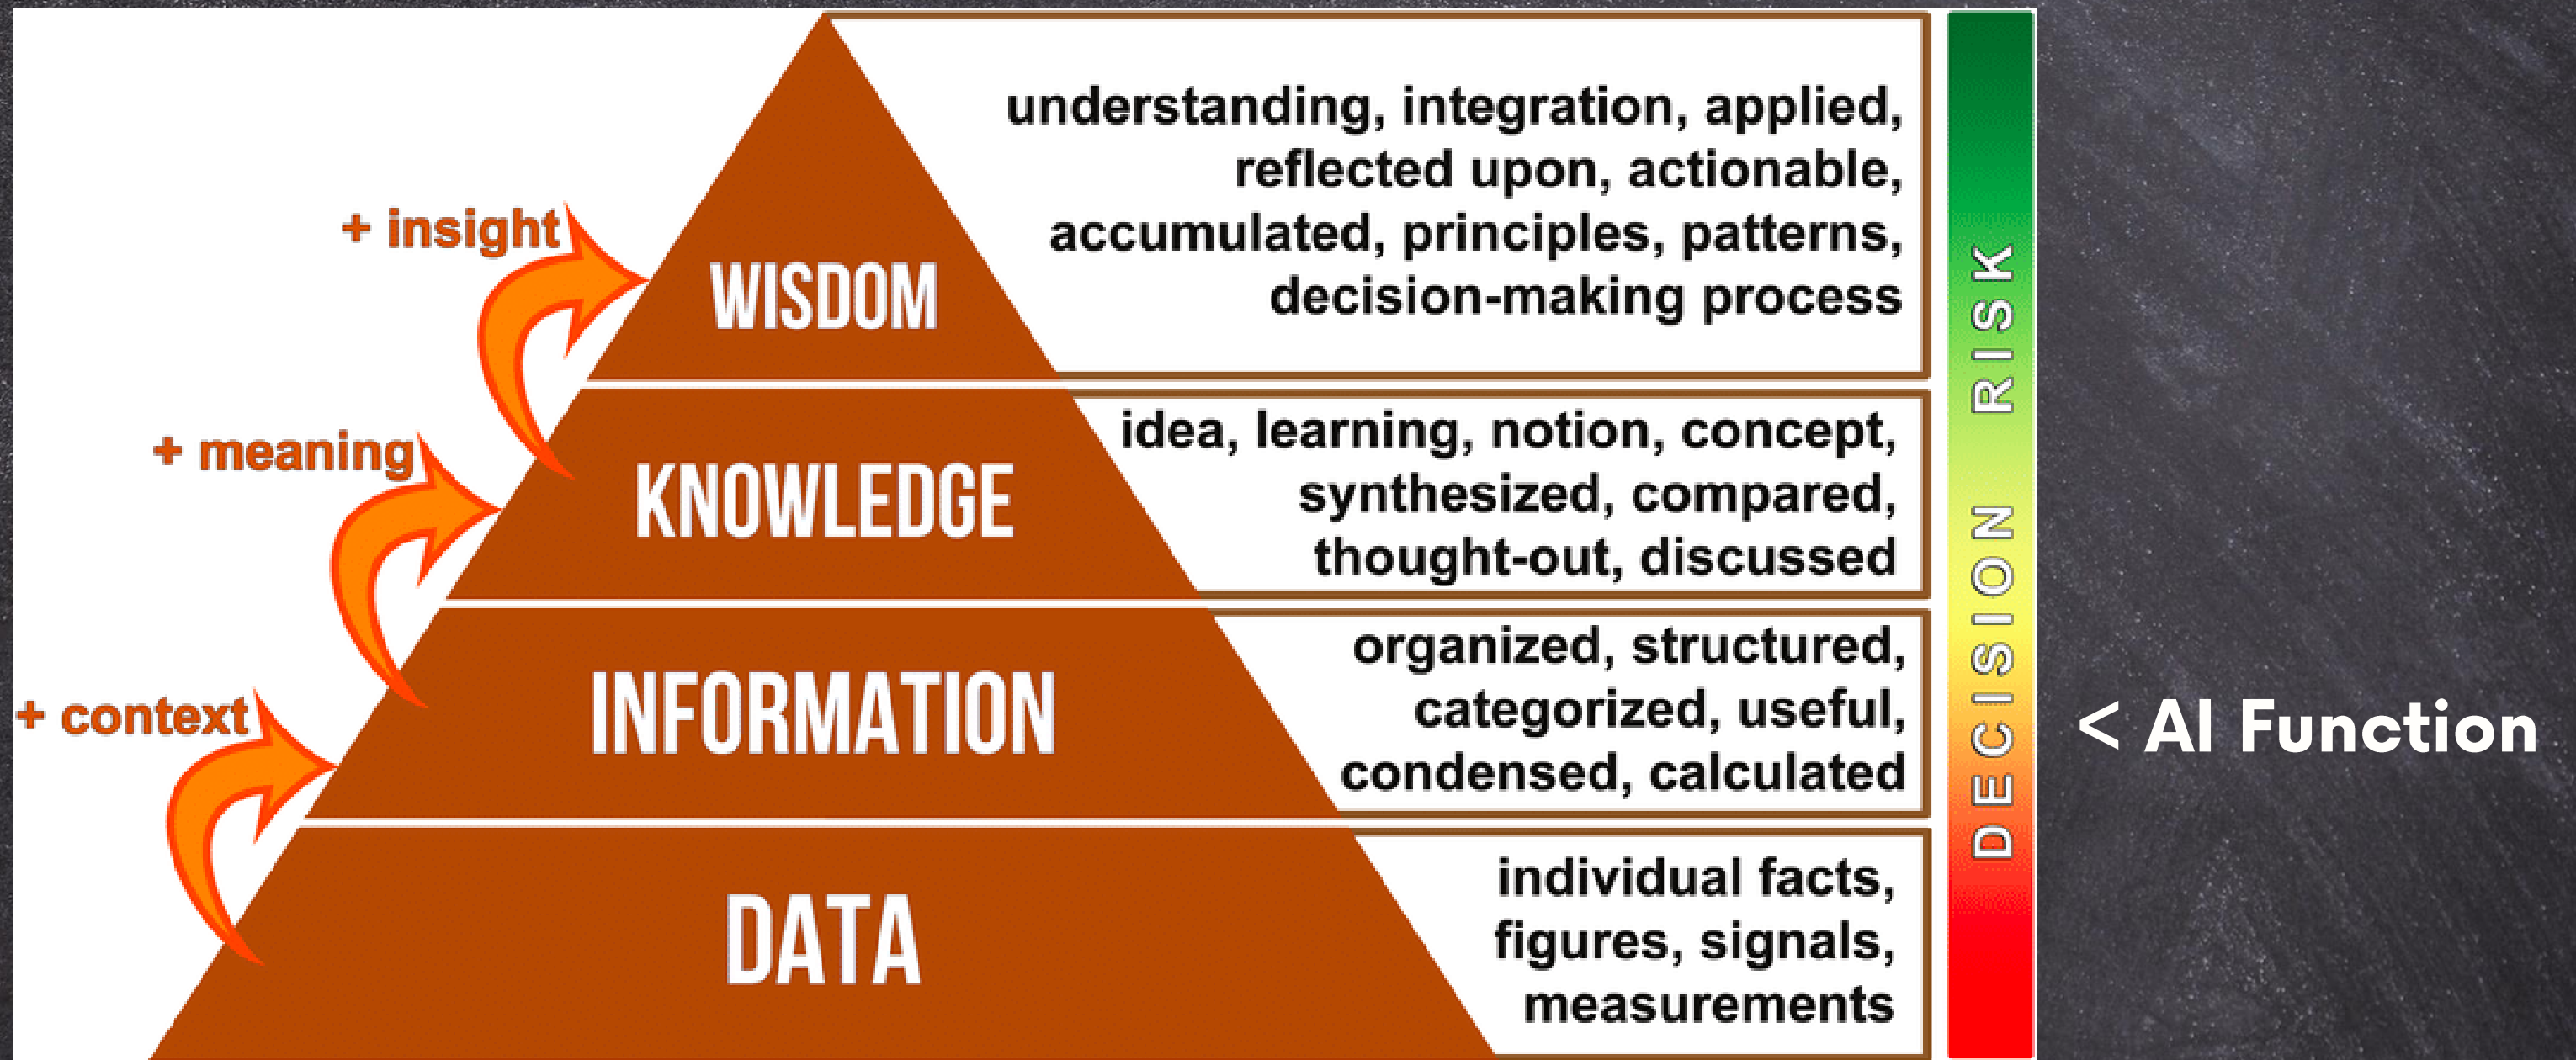 understanding, integration, applied,
reflected upon, actionable,
accumulated, principles, patterns,
decision-making process
+ insight
WISDOM
idea, learning, notion, concept,
synthesized, compared,
thought-out, discussed
+ meaning
KNOWLEDGE
organized, structured,
categorized, useful,
condensed, calculated
+ context
INFORMATION
individual facts,
figures, signals,
measurements
DATA
DECISION RISK
< AI Function